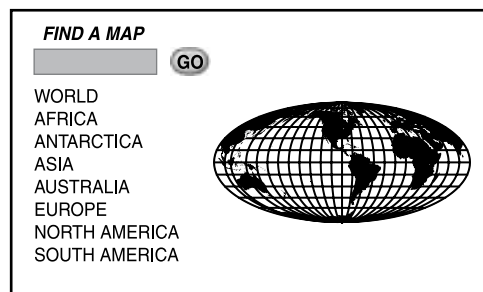 FIND A MAP
GO
WORLD
AFRICA
ANTARCTICA
ASIA
AUSTRALIA
EUROPE
NORTH AMERICA
SOUTH AMERICA